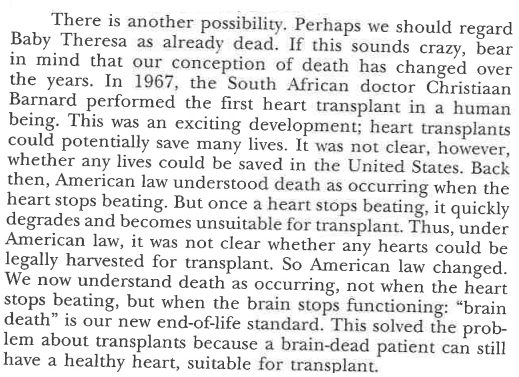 There is another possibility. Perhaps we should regard
Baby Theresa as already dead. If this sounds crazy, bear
in mind that our conception of death has changed over
the years. In 1967, the South African doctor Christiaan
Barnard performed the first heart transplant in a human
being. This was an exciting development; heart transplants
could potentially save many lives. It was not clear, however,
whether any lives could be saved in the United States. Back
then, American law understood death as occurring when the
heart stops beating. But once a heart stops beating, it quickly
degrades and becomes unsuitable for transplant. Thus, under
American law, it was not clear whether any hearts could be
legally harvested for transplant. So American law changed.
We now understand death as occurring, not when the heart
stops beating, but when the brain stops functioning: “brain
death” is our new end-of-life standard. This solved the prob-
lem about transplants because a brain-dead patient can still
have a healthy heart, suitable for transplant.